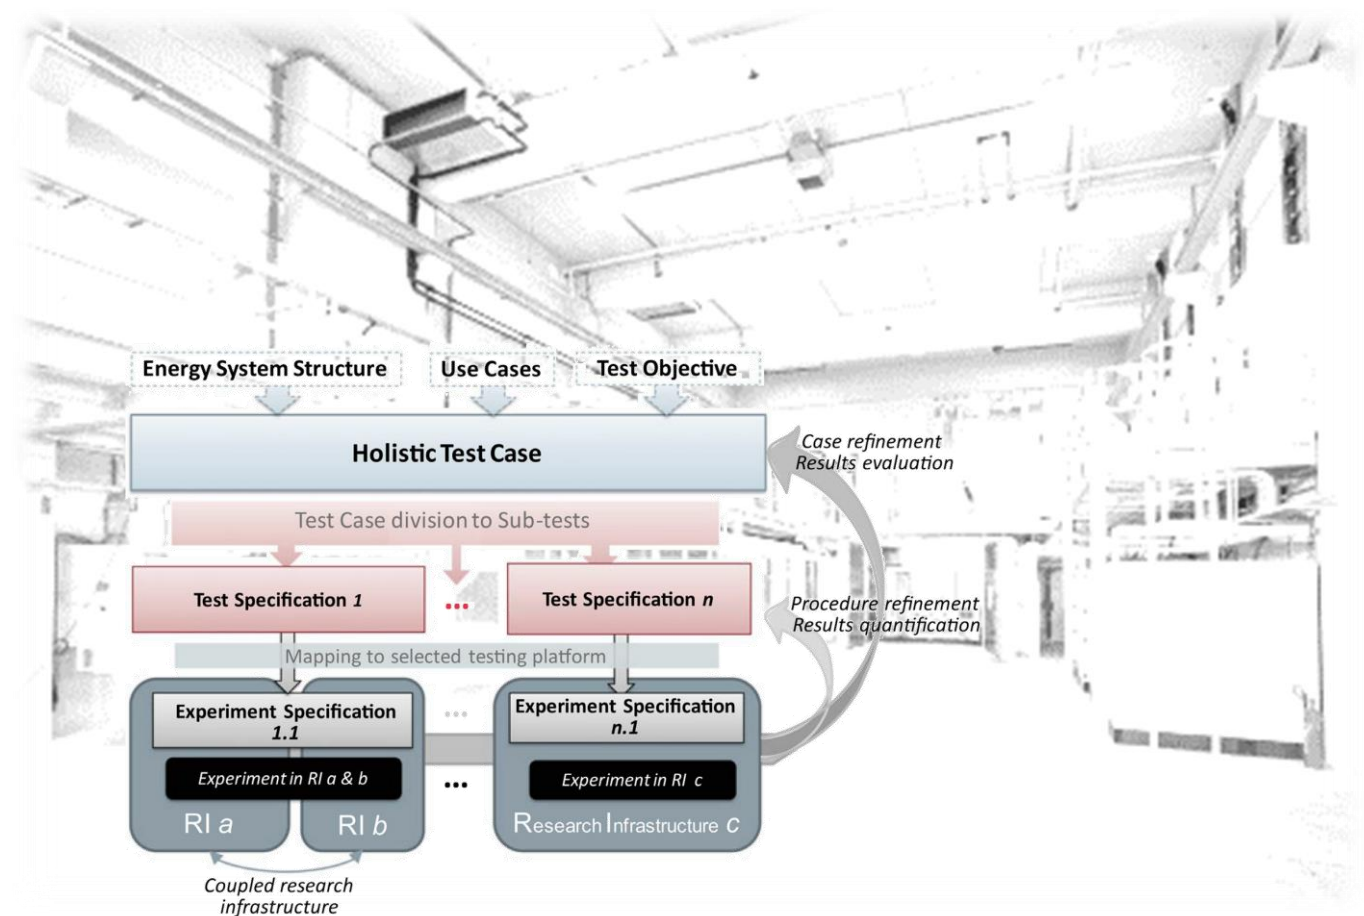 Energy System Structure
Use Cases
Test Objective
Holistic Test Case
Case refinement
Results evaluation
Test Case division to Sub-tests
Test Specification 1
...
Test Specification n
Procedure refinement
Results quantification
Mapping to selected testing platform
Experiment Specification
1.1
...
Experiment Specification
n.1
Experiment in RI a & b
...
Experiment in RI c
RI a
RI b
Research Infrastructure c
Coupled research
infrastructure